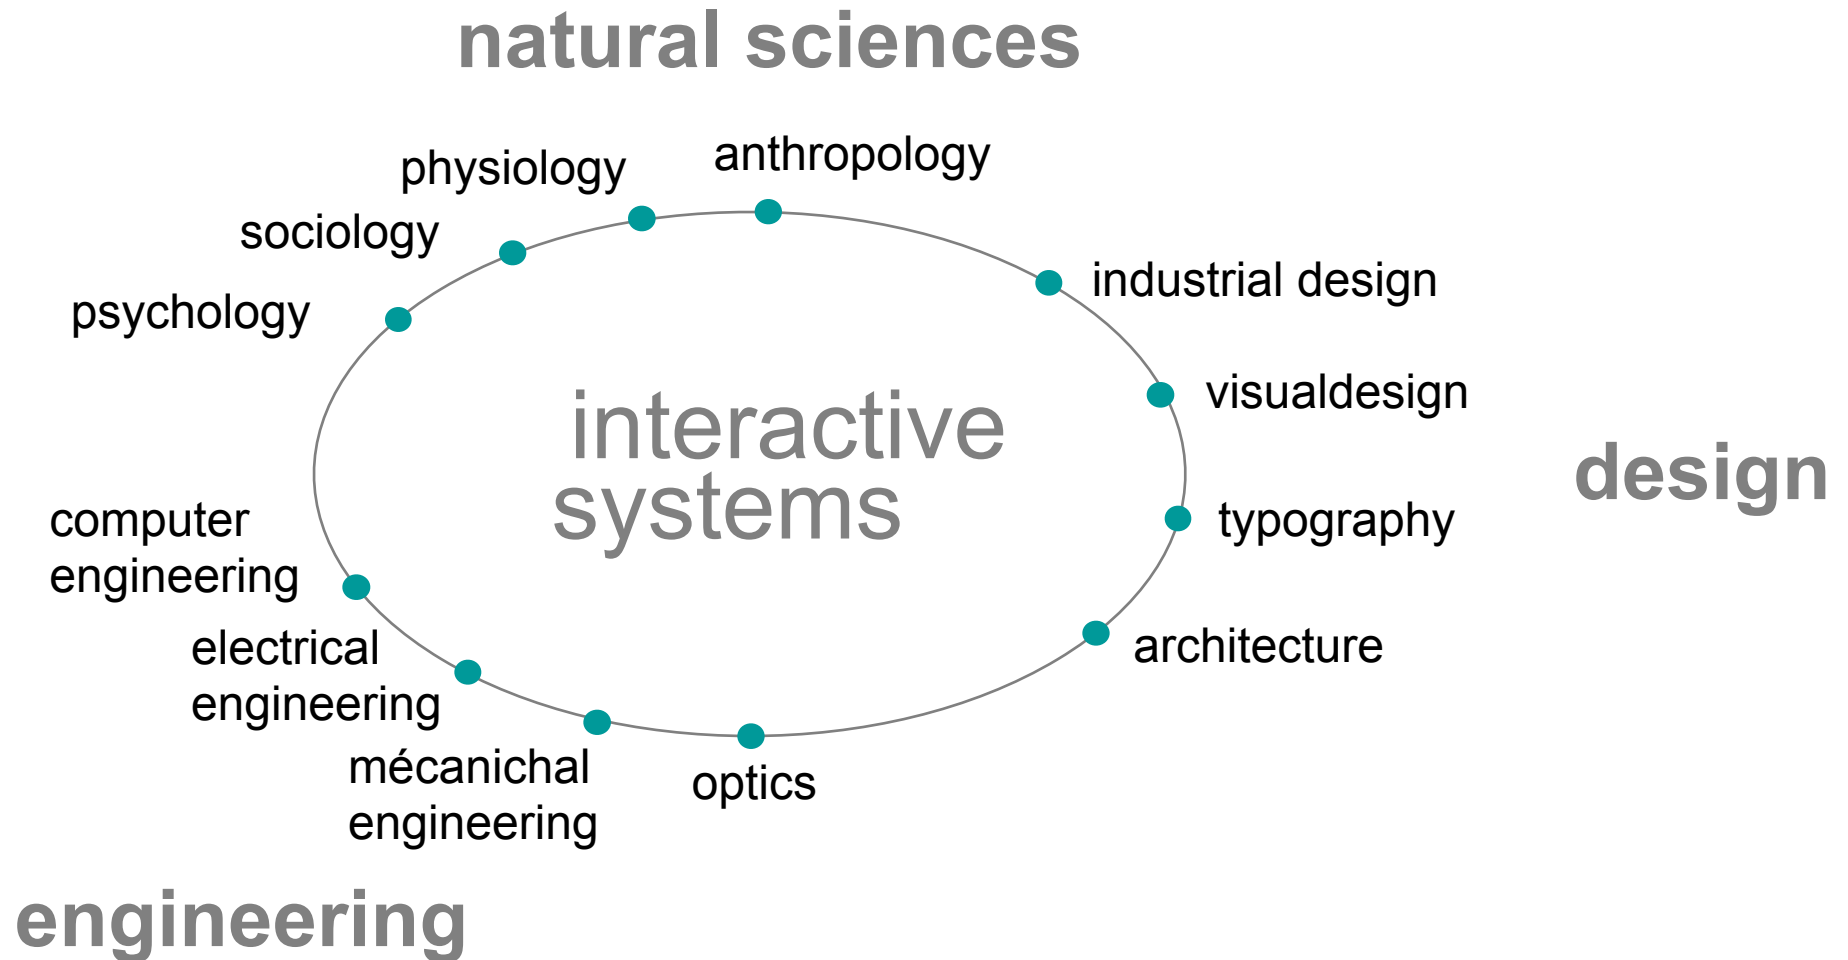 natural sciences
physiology
anthropology
sociology
psychology
industrial design
visualdesign
interactive
systems
design
typography
computer
engineering
electrical
engineering
architecture
mécanichal
engineering
optics
engineering